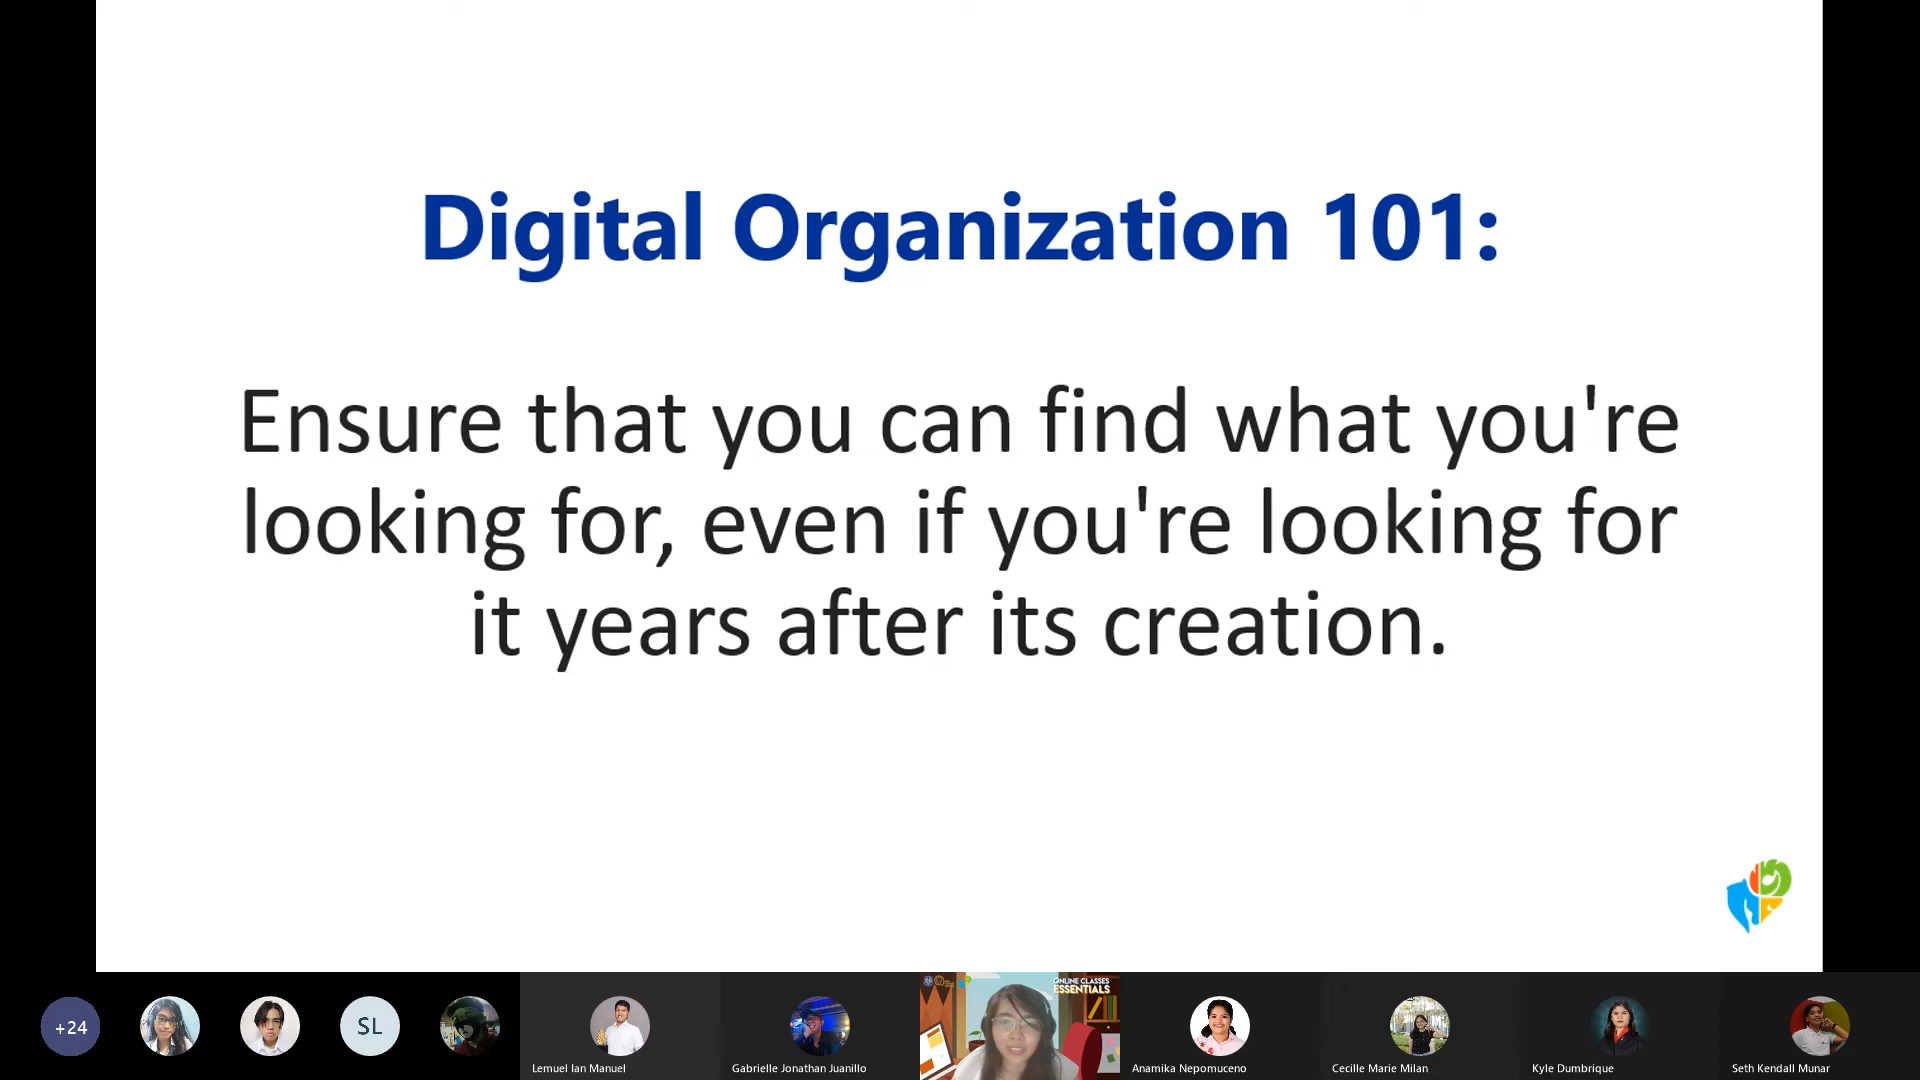 Digital Organization 101:
Ensure that you can find what you're
looking for, even if you're looking for
it years after its creation.
ONLINE CLASSES
ESSENTIALS
+24
SL
Lemuel Ian Manuel
Gabrielle Jonathan Juanillo
Anamika Nepomuceno
Cecille Marie Milan
Kyle Dumbrique
Seth Kendall Munar